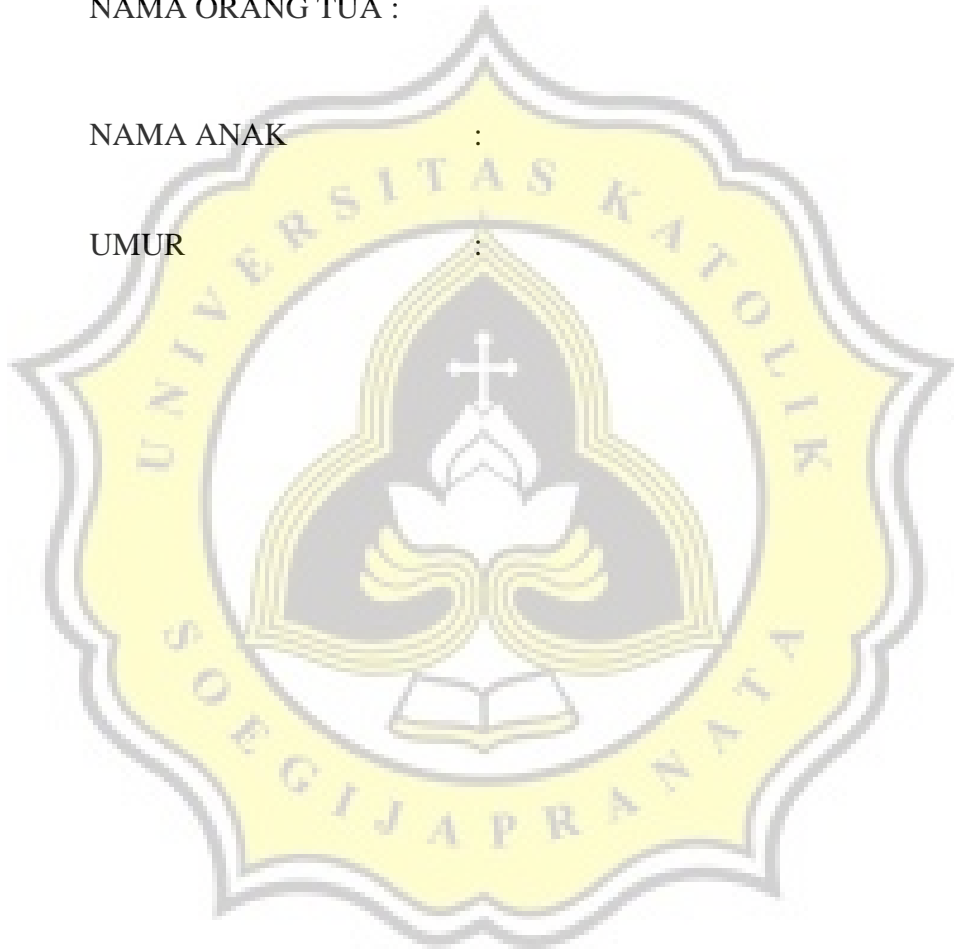 NAMA ORANG TUA :
NAMA ANAK :
UMUR :
UNIVERSITAS KATOLIK
SOEGIJAPRANATA